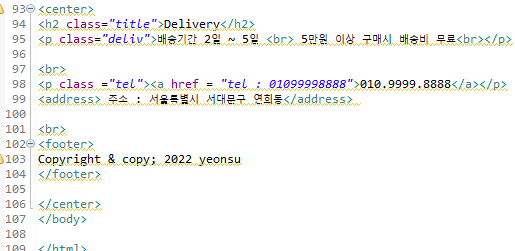 93 <center>
94 <h2 class="title">Delivery</h2>
95 <p class="deliv">배송기간 2일 ~ 5일 <br> 5만원 이상 구매시 배송비 무료<br></p>
96
97 <br>
98 <p class ="tel"><a href = "tel : 01099998888">010.9999.8888</a></p>
99 <address> 주소 : 서울특별시 서대문구 연희동</address>
100
101 <br>
102 <footer>
103 Copyright & copy; 2022 yeonsu
104 </footer>
105
106 </center>
107 </body>
108
109 </html>